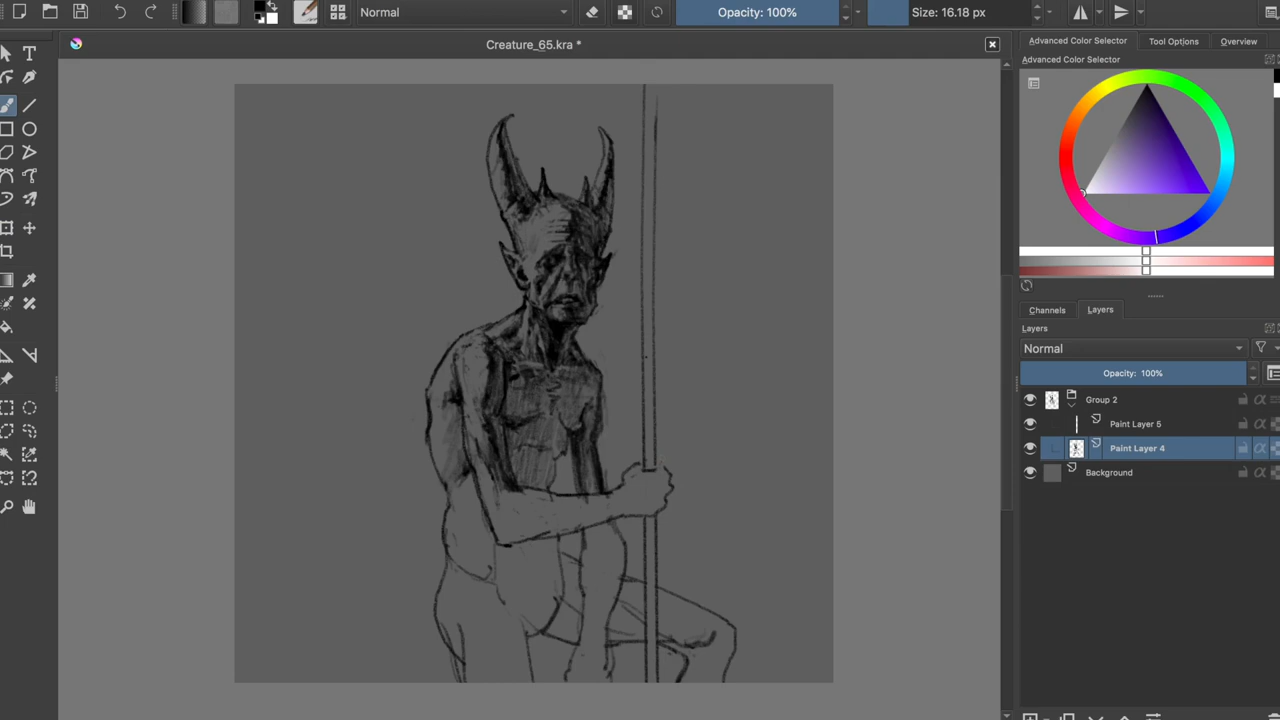 Normal
Opacity: 100%
Size: 16.18 px
Creature_65.kra *
Advanced Color Selector
Tool Options
Overview
Advanced Color Selector
Channels
Layers
Layers
Normal
Opacity: 100%
Group 2
Paint Layer 5
Paint Layer 4
Background